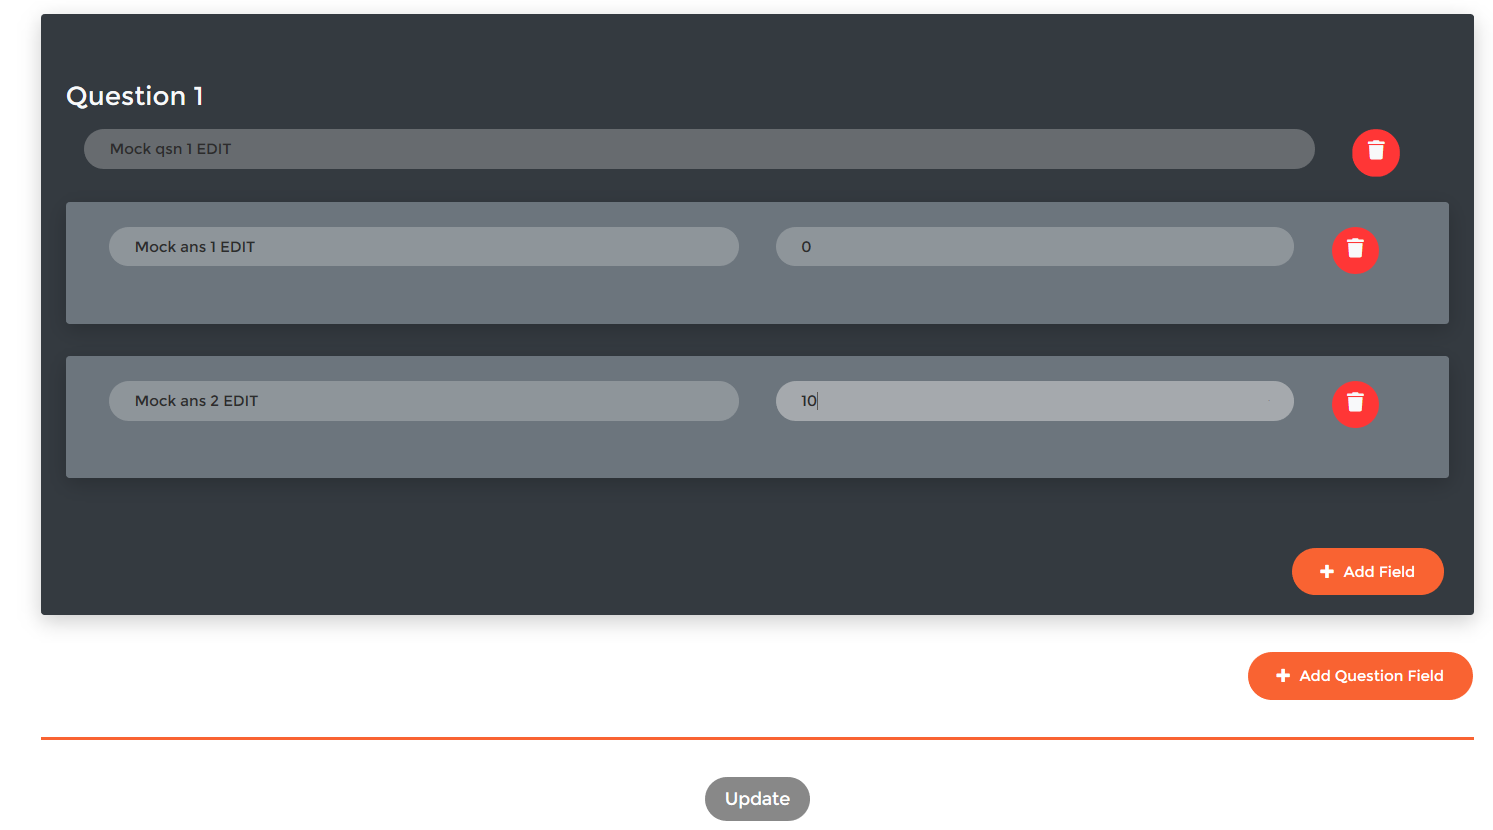 Question 1
Mock qsn 1 EDIT
Mock ans 1 EDIT 0
Mock ans 2 EDIT 10
Add Field
Add Question Field
Update